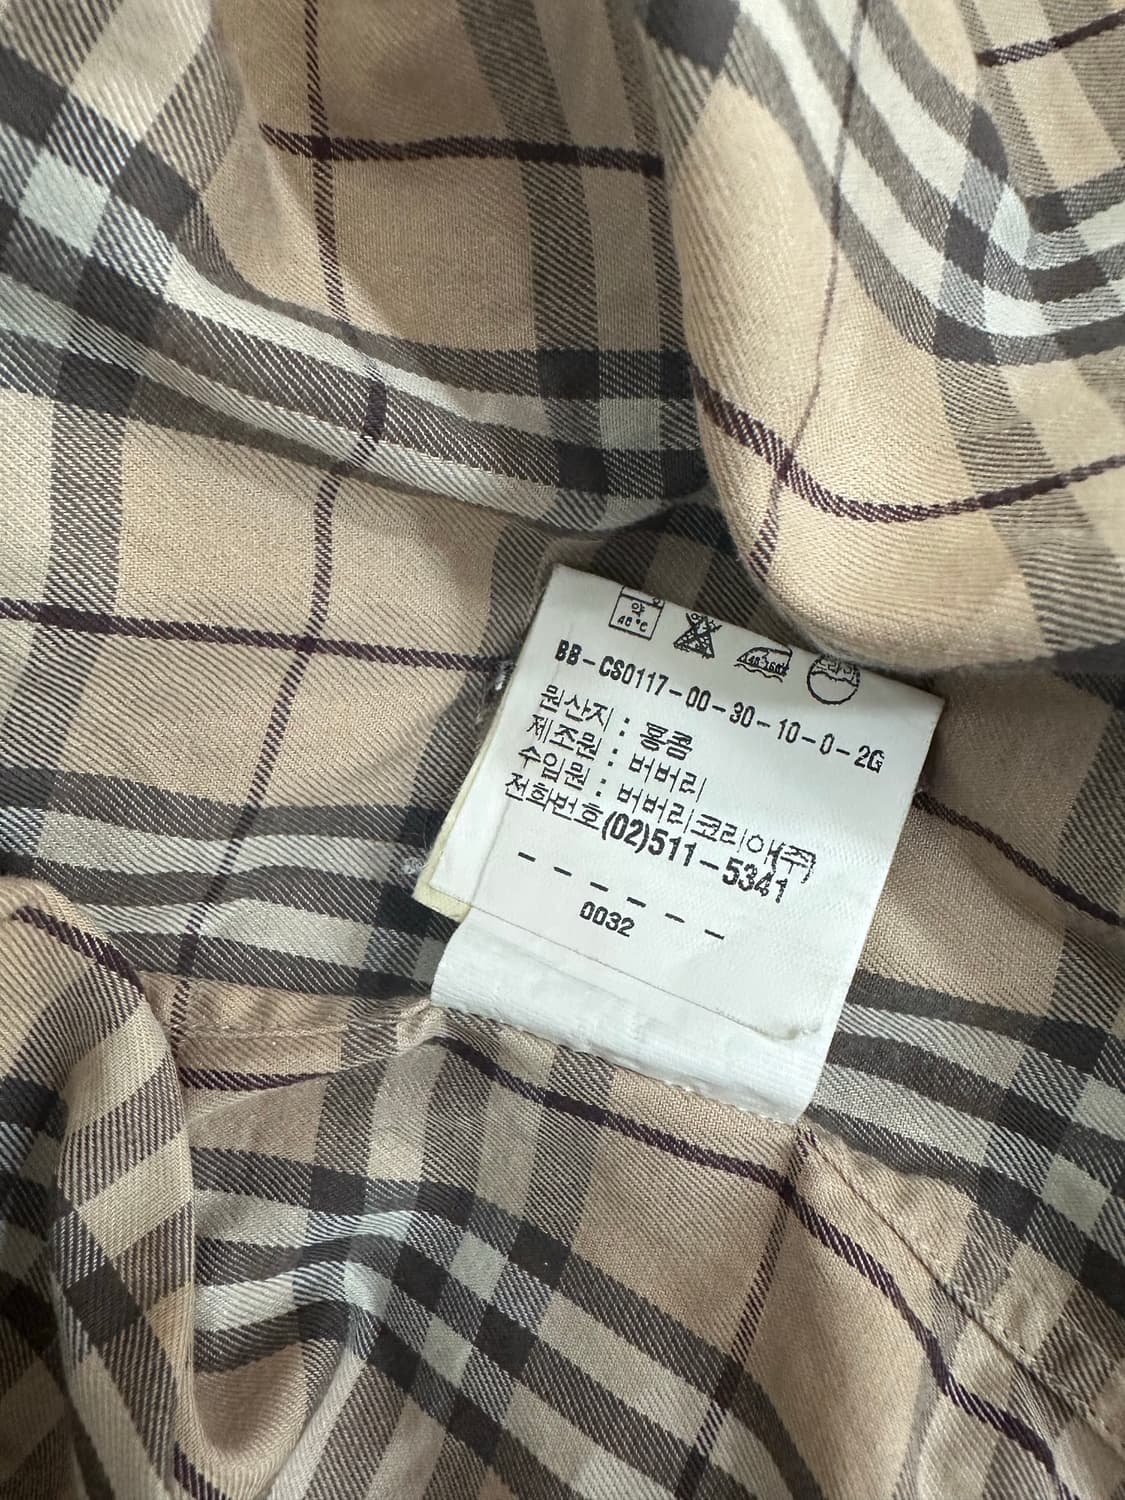 약
40℃
140-160℃
BB-CS0117-00-30-10-0-2G
원산지 : 홍콩
제조원 : 버버리
수입원 : 버버리코리아(주)
전화번호(02)511-5341
------
0032